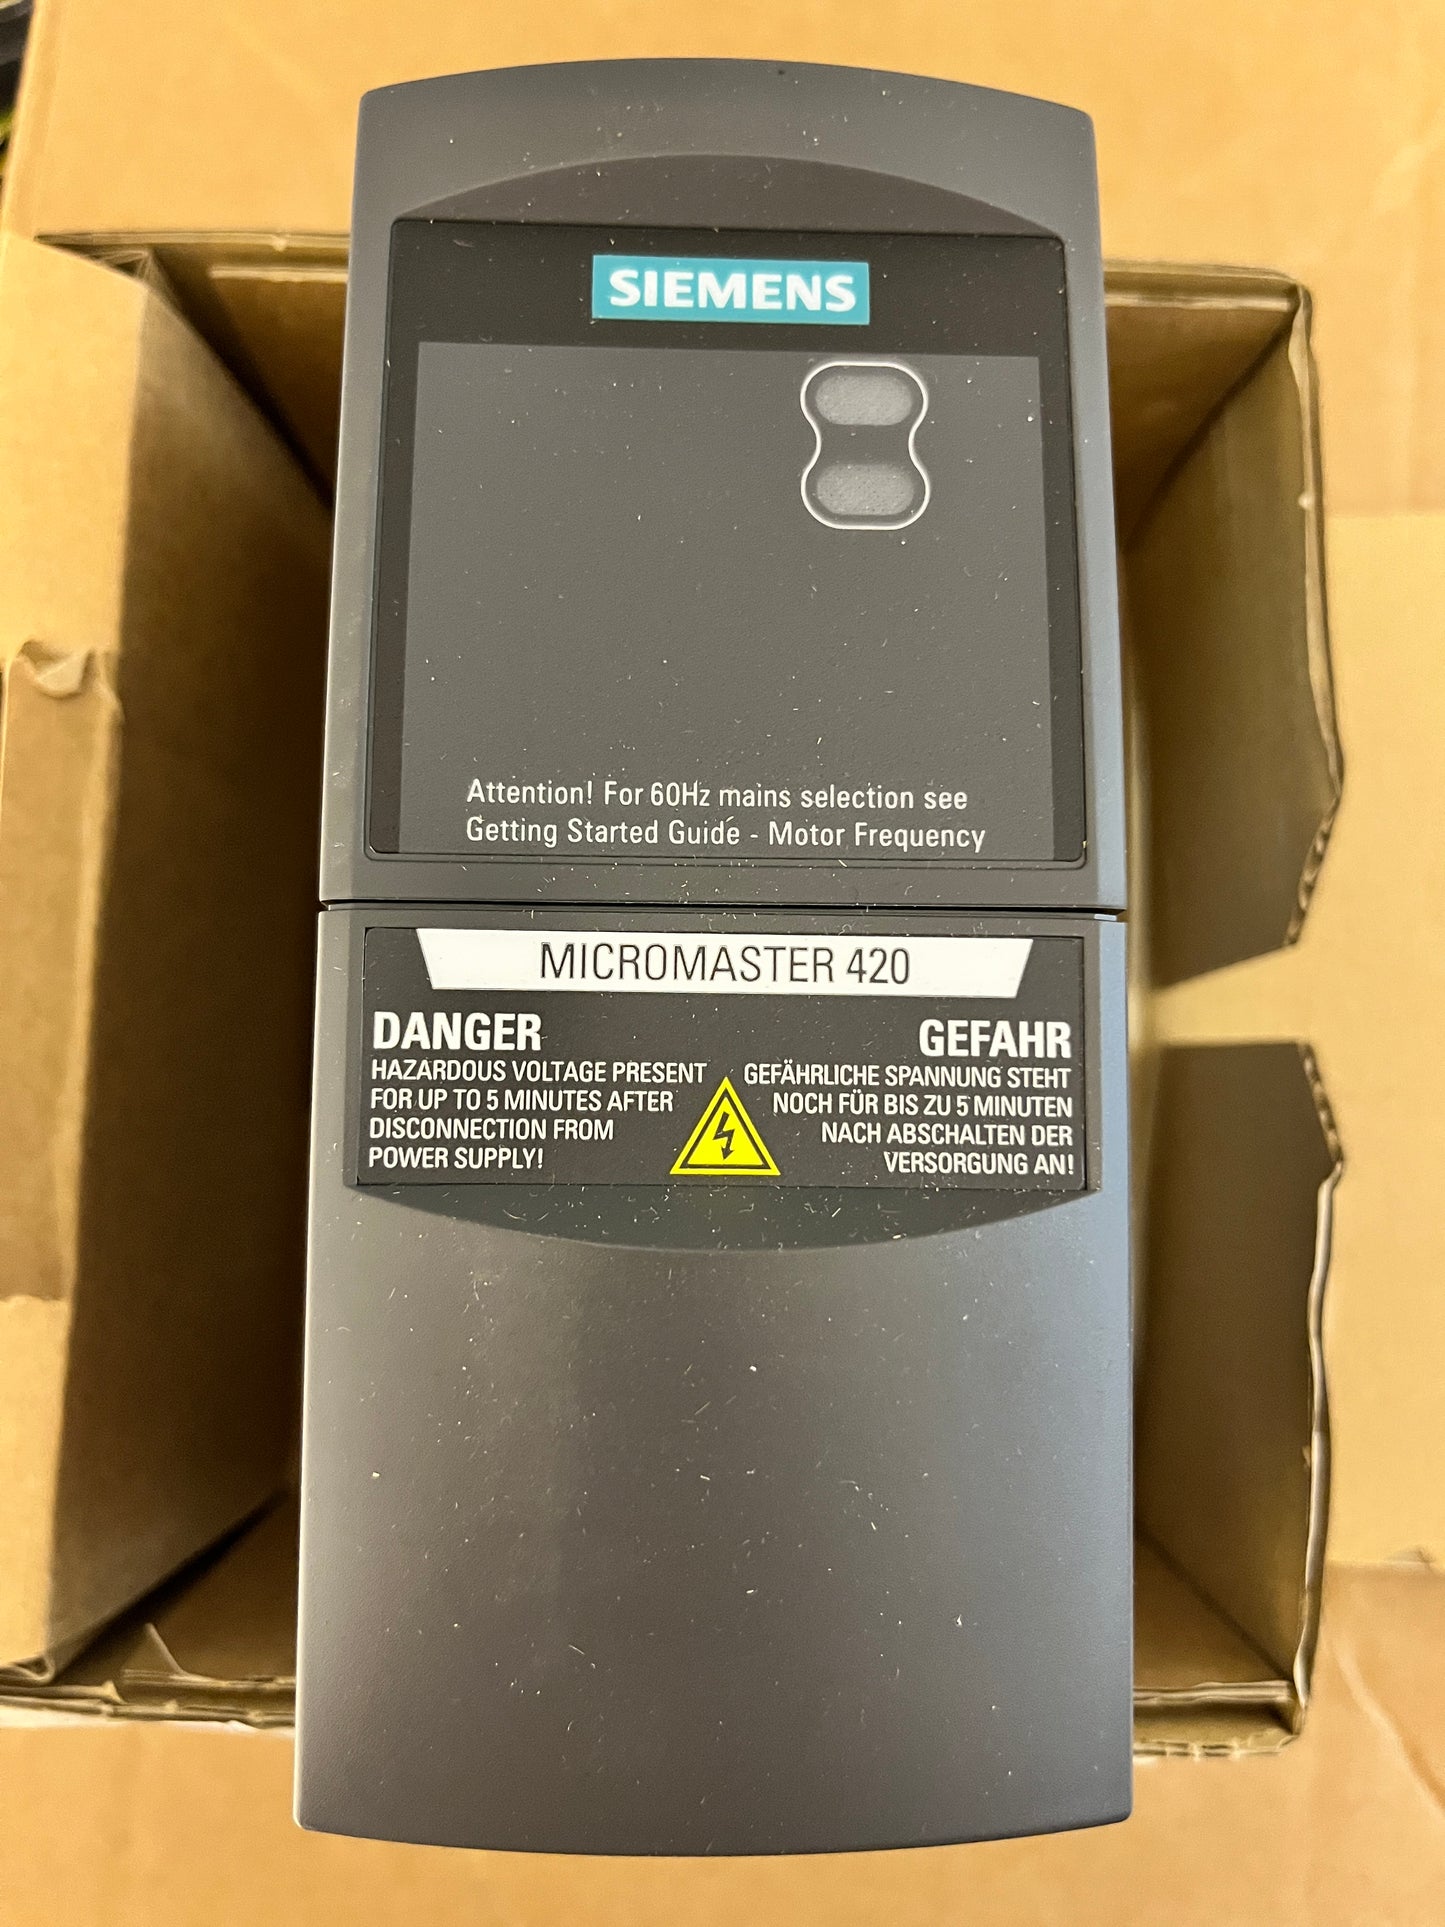 SIEMENS
Attention! For 60Hz mains selection see
Getting Started Guide - Motor Frequency
MICROMASTER 420
DANGER
HAZARDOUS VOLTAGE PRESENT
FOR UP TO 5 MINUTES AFTER
DISCONNECTION FROM
POWER SUPPLY!
GEFAHR
GEFÄHRLICHE SPANNUNG STEHT
NOCH FÜR BIS ZU 5 MINUTEN
NACH ABSCHALTEN DER
VERSORGUNG AN!